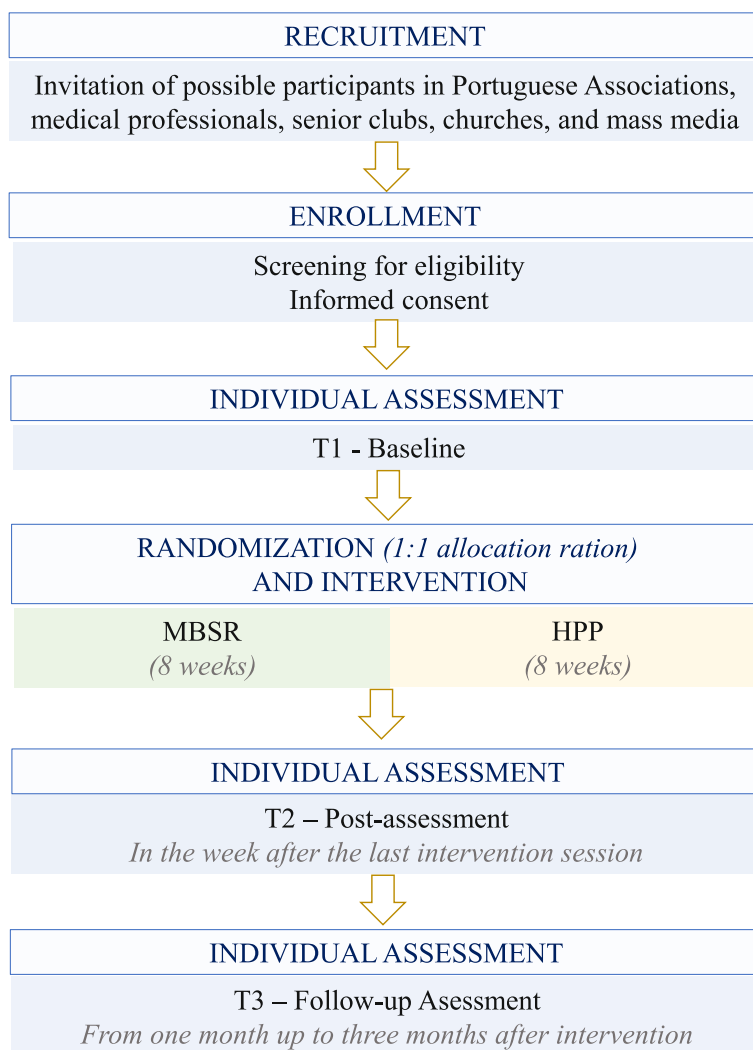 RECRUITMENT
Invitation of possible participants in Portuguese Associations,
medical professionals, senior clubs, churches, and mass media
ENROLLMENT
Screening for eligibility
Informed consent
INDIVIDUAL ASSESSMENT
T1 - Baseline
RANDOMIZATION (1:1 allocation ration)
AND INTERVENTION
MBSR
(8 weeks)
HPP
(8 weeks)
INDIVIDUAL ASSESSMENT
T2 – Post-assessment
In the week after the last intervention session
INDIVIDUAL ASSESSMENT
T3 – Follow-up Asessment
From one month up to three months after intervention